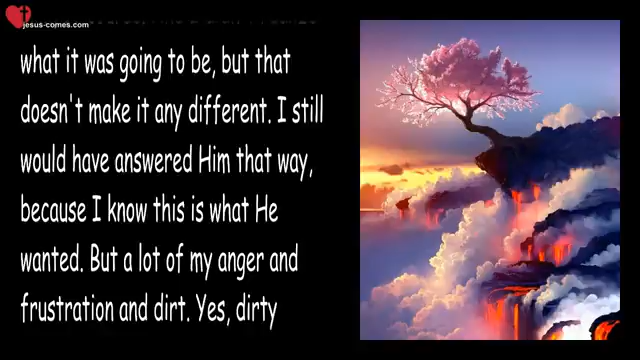 jesus-comes.com
what it was going to be, but that
doesn't make it any different. I still
would have answered Him that way,
because I know this is what He
wanted. But a lot of my anger and
frustration and dirt. Yes, dirty